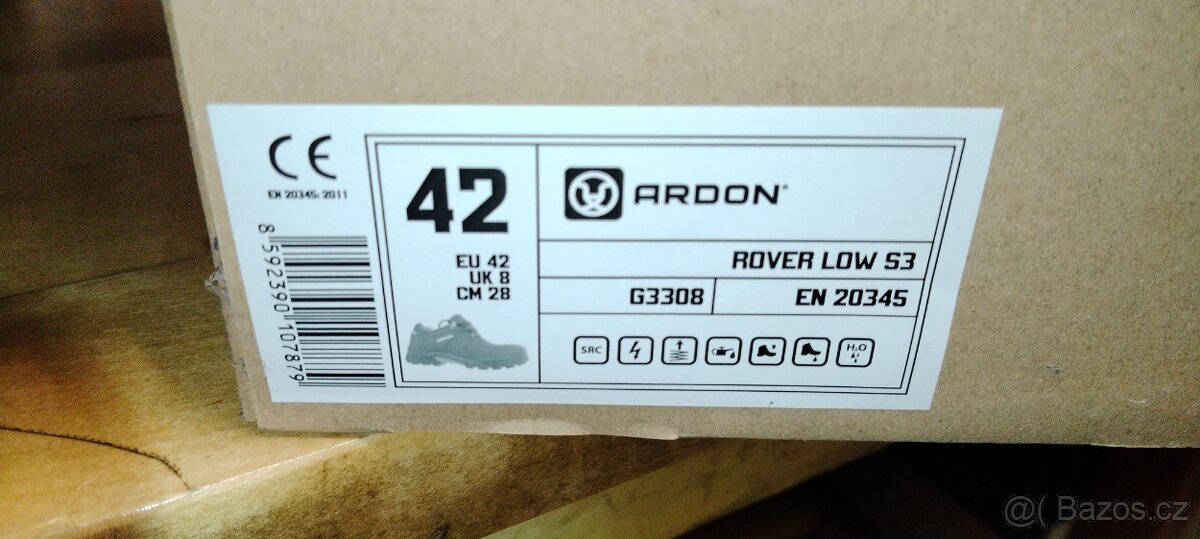 CE
EN 20345: 2011
8 592390 107879
42
EU 42
UK 8
CM 28
ARDON®
ROVER LOW S3
G3308
EN 20345
SRC
H₂O
@( Bazos.cz